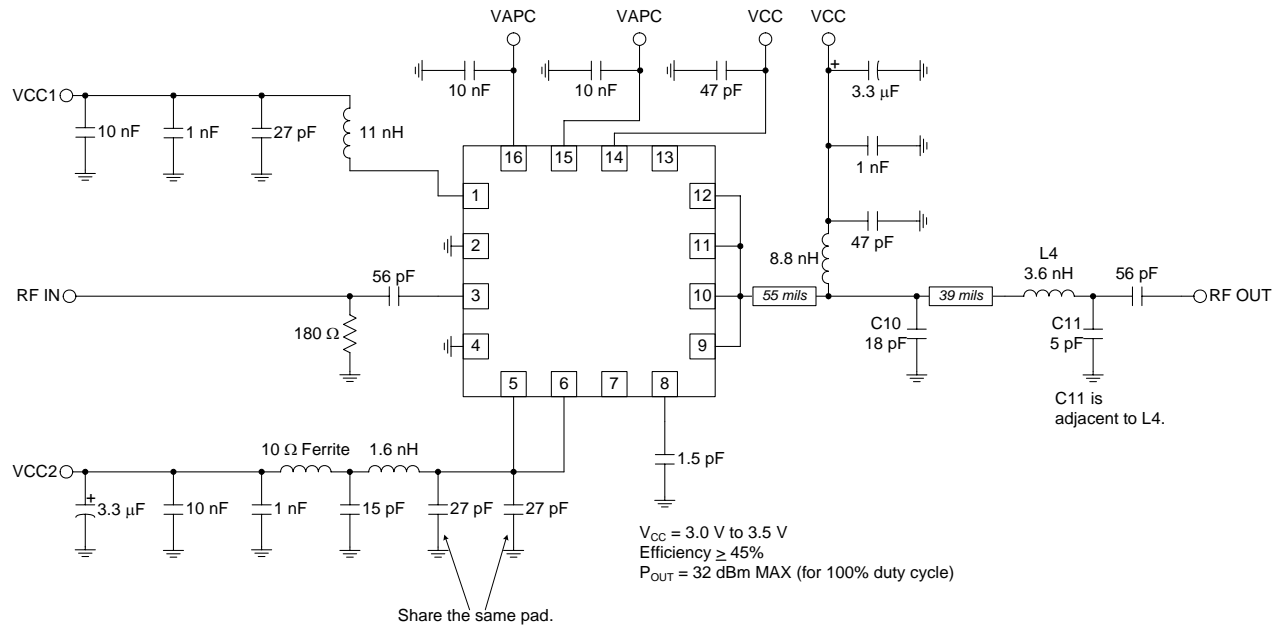 VAPC
VAPC
VCC
VCC
10 nF
10 nF
47 pF
+
3.3 μF
VCC1
10 nF
1 nF
27 pF
11 nH
1 nF
47 pF
8.8 nH
16
15
14
13
1
2
3
4
12
11
10
9
5
6
7
8
RF IN
56 pF
180 Ω
55 mils
C10
18 pF
39 mils
L4
3.6 nH
C11
5 pF
56 pF
RF OUT
C11 is
adjacent to L4.
VCC2
+
3.3 μF
10 nF
1 nF
10 Ω Ferrite
15 pF
1.6 nH
27 pF
27 pF
1.5 pF
Share the same pad.
VCC = 3.0 V to 3.5 V
Efficiency ≥ 45%
POUT = 32 dBm MAX (for 100% duty cycle)